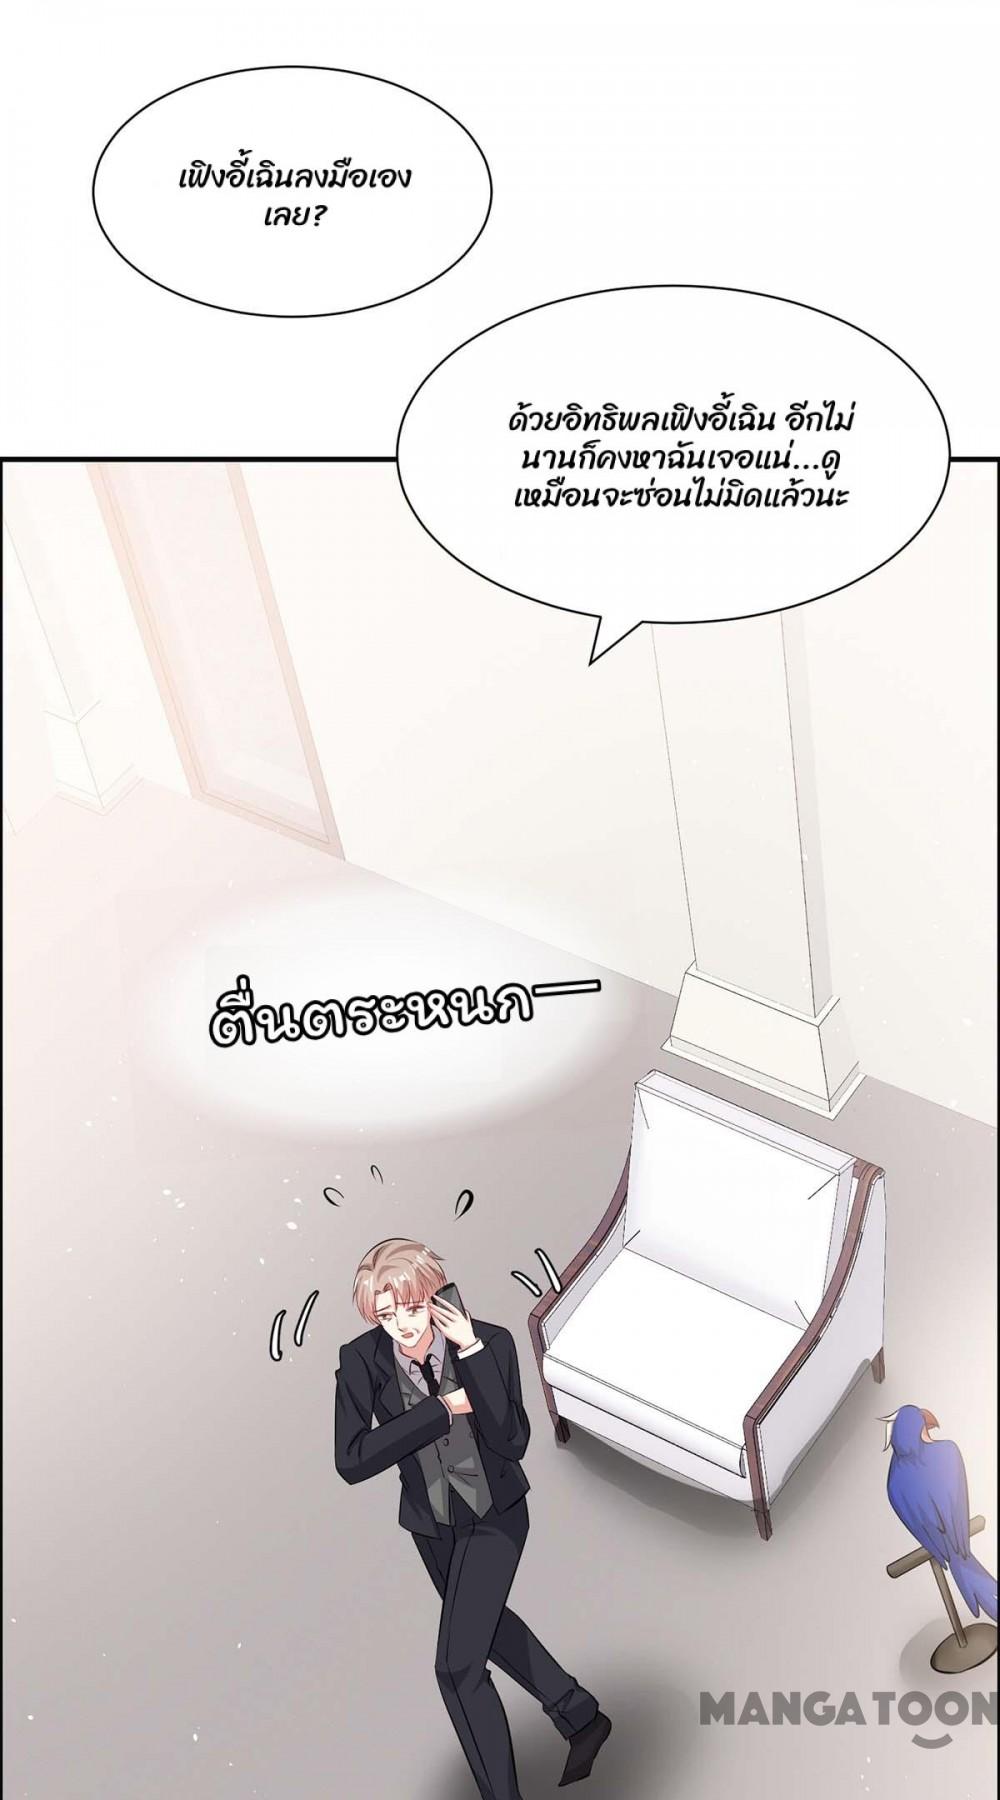 เฟิงอี้เฉินลงมือเอง
เลย?
ด้วยอิทธิพลเฟิงอี้เฉิน อีกไม่
นานก็คงหาฉันเจอแน่...ดู
เหมือนจะซ่อนไม่มิดแล้วนะ
ตื่นตระหนก—
MANGATOON